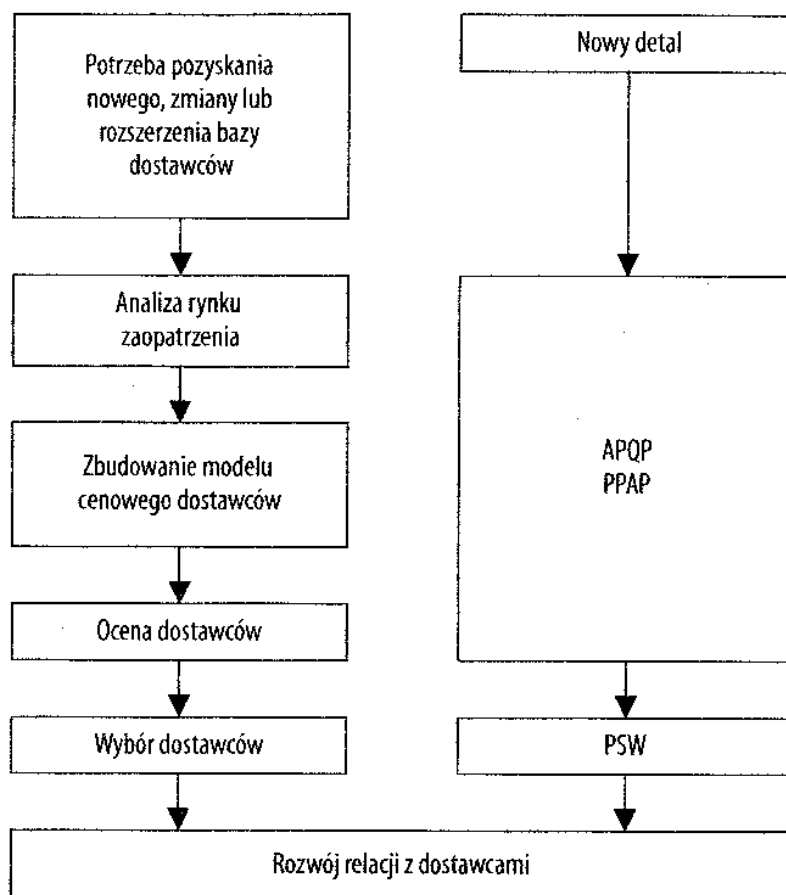 Potrzeba pozyskania
nowego, zmiany lub
rozszerzenia bazy
dostawców
Analiza rynku
zaopatrzenia
Zbudowanie modelu
cenowego dostawców
Ocena dostawców
Wybór dostawców
Nowy detal
APQP
PPAP
PSW
Rozwój relacji z dostawcami